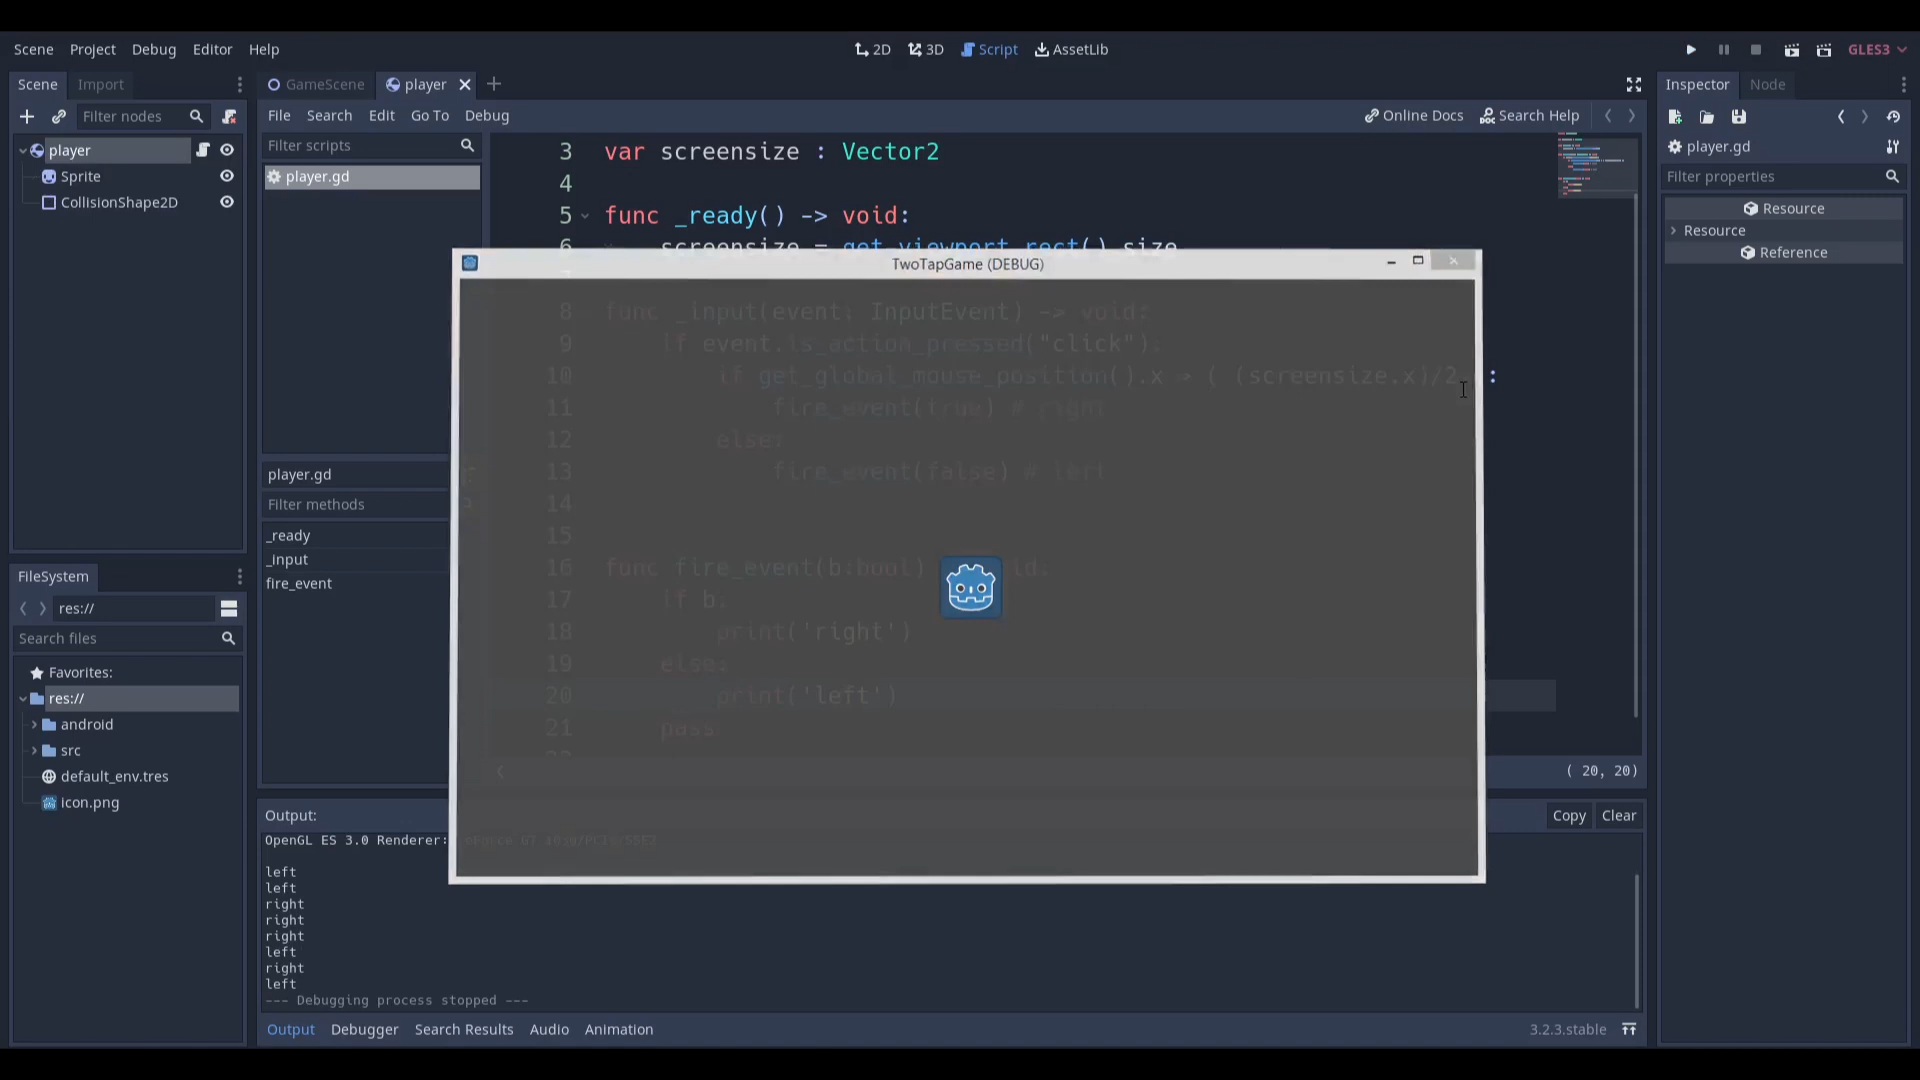 Scene Project Debug Editor Help
2D 3D Script AssetLib
GLES3
Scene Import
GameScene player
Inspector Node
Filter nodes
File Search Edit Go To Debug
Online Docs Search Help
player
Sprite
CollisionShape2D
Filter scripts
player.gd
3 var screensize : Vector2
4
5 func _ready() -> void:
6 screensize = get_viewport_rect().size
TwoTapGame (DEBUG)
8 func _input(event: InputEvent) -> void:
9 if event.is_action_pressed("click"):
10 if get_global_mouse_position().x > ( (screensize.x)/2 :
11 fire_event(true) # right
12 else:
13 fire_event(false) # left
14
15
16 func fire_event(b:bool) id:
17 if b:
18 print('right')
19 else:
20 print('left')
21 pass
( 20, 20)
player.gd
Filter methods
_ready
_input
fire_event
player.gd
Filter properties
Resource
Resource
Reference
FileSystem
res://
Search files
Favorites:
res://
android
src
default_env.tres
icon.png
Output:
Copy Clear
OpenGL ES 3.0 Renderer:
left
left
right
right
right
left
right
left
--- Debugging process stopped ---
Output Debugger Search Results Audio Animation
3.2.3.stable